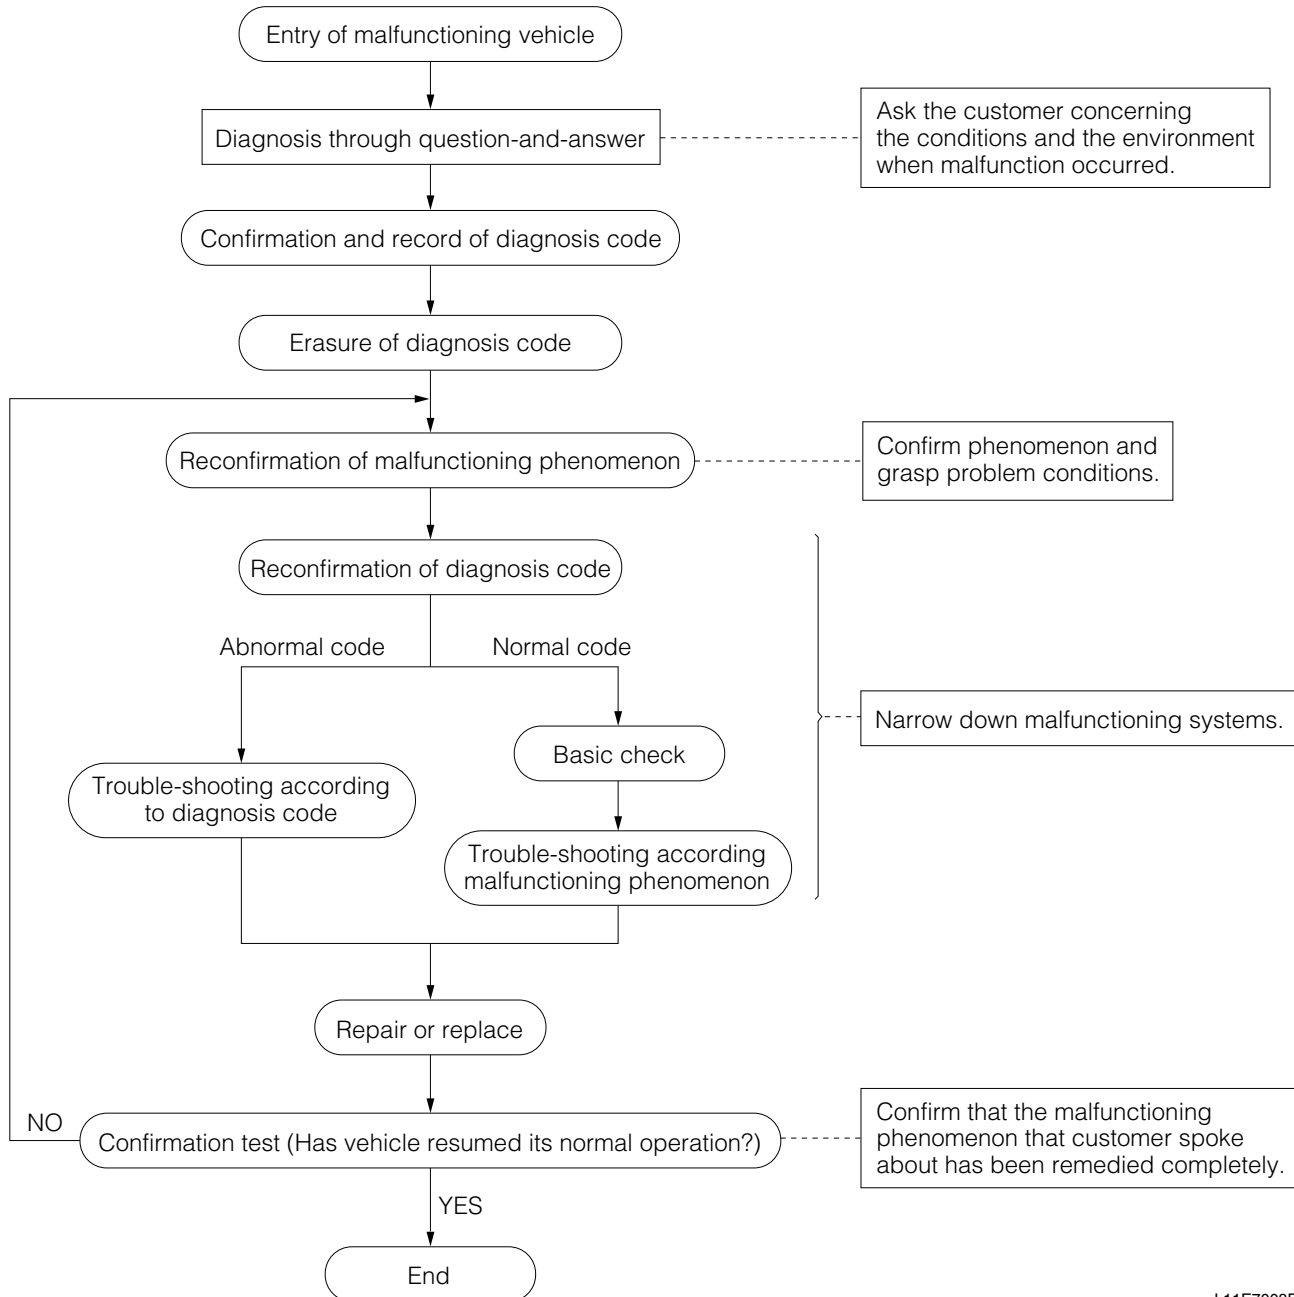 Entry of malfunctioning vehicle
Diagnosis through question-and-answer
Ask the customer concerning
the conditions and the environment
when malfunction occurred.
Confirmation and record of diagnosis code
Erasure of diagnosis code
Reconfirmation of malfunctioning phenomenon
Confirm phenomenon and
grasp problem conditions.
Reconfirmation of diagnosis code
Abnormal code
Normal code
Narrow down malfunctioning systems.
Basic check
Trouble-shooting according
to diagnosis code
Trouble-shooting according
malfunctioning phenomenon
Repair or replace
NO
Confirmation test (Has vehicle resumed its normal operation?)
Confirm that the malfunctioning
phenomenon that customer spoke
about has been remedied completely.
YES
End